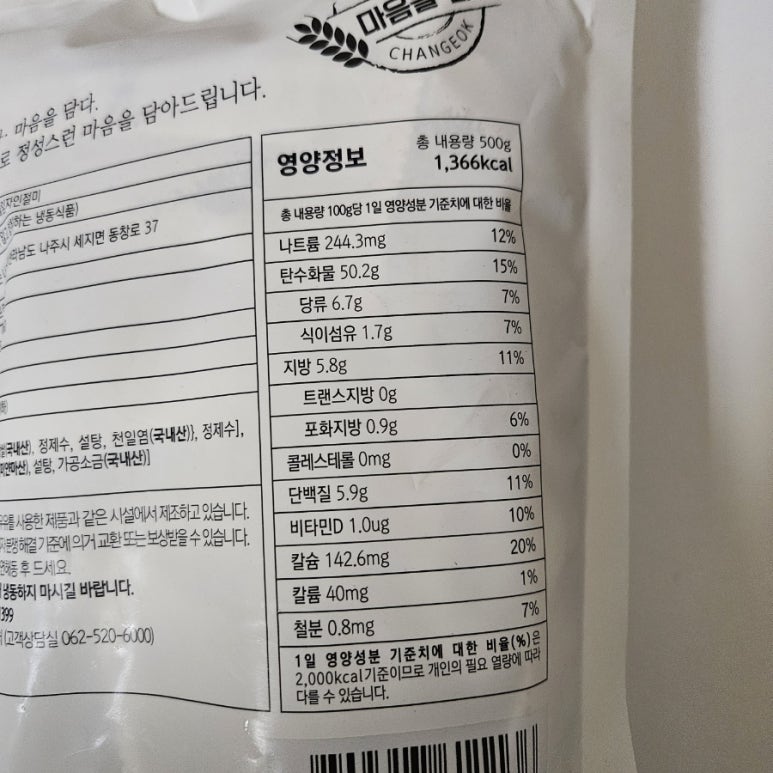 마음을
CHANGEOK
마음을 담다.
로 정성스런 마음을 담아드립니다.
영양정보
총 내용량 500g
1,366kcal
총 내용량 100g당 1일 영양성분 기준치에 대한 비율
나트륨 244.3mg 12%
탄수화물 50.2g 15%
당류 6.7g 7%
식이섬유 1.7g 7%
지방 5.8g 11%
트랜스지방 0g
포화지방 0.9g 6%
콜레스테롤 0mg 0%
단백질 5.9g 11%
비타민D 1.0ug 10%
칼슘 142.6mg 20%
칼륨 40mg 1%
철분 0.8mg 7%
1일 영양성분 기준치에 대한 비율(%)은
2,000kcal기준이므로 개인의 필요 열량에 따라
다를 수 있습니다.
인절미
하는 냉동식품)
라남도 나주시 세지면 동창로 37
국내산), 정제수, 설탕, 천일염(국내산)}, 정제수],
설탕, 가공소금(국내산)]
사용한 제품과 같은 시설에서 제조하고 있습니다.
분쟁해결 기준에 의거 교환 또는 보상받을 수 있습니다.
해동 후 드세요.
냉동하지 마시길 바랍니다.
399
(고객상담실 062-520-6000)